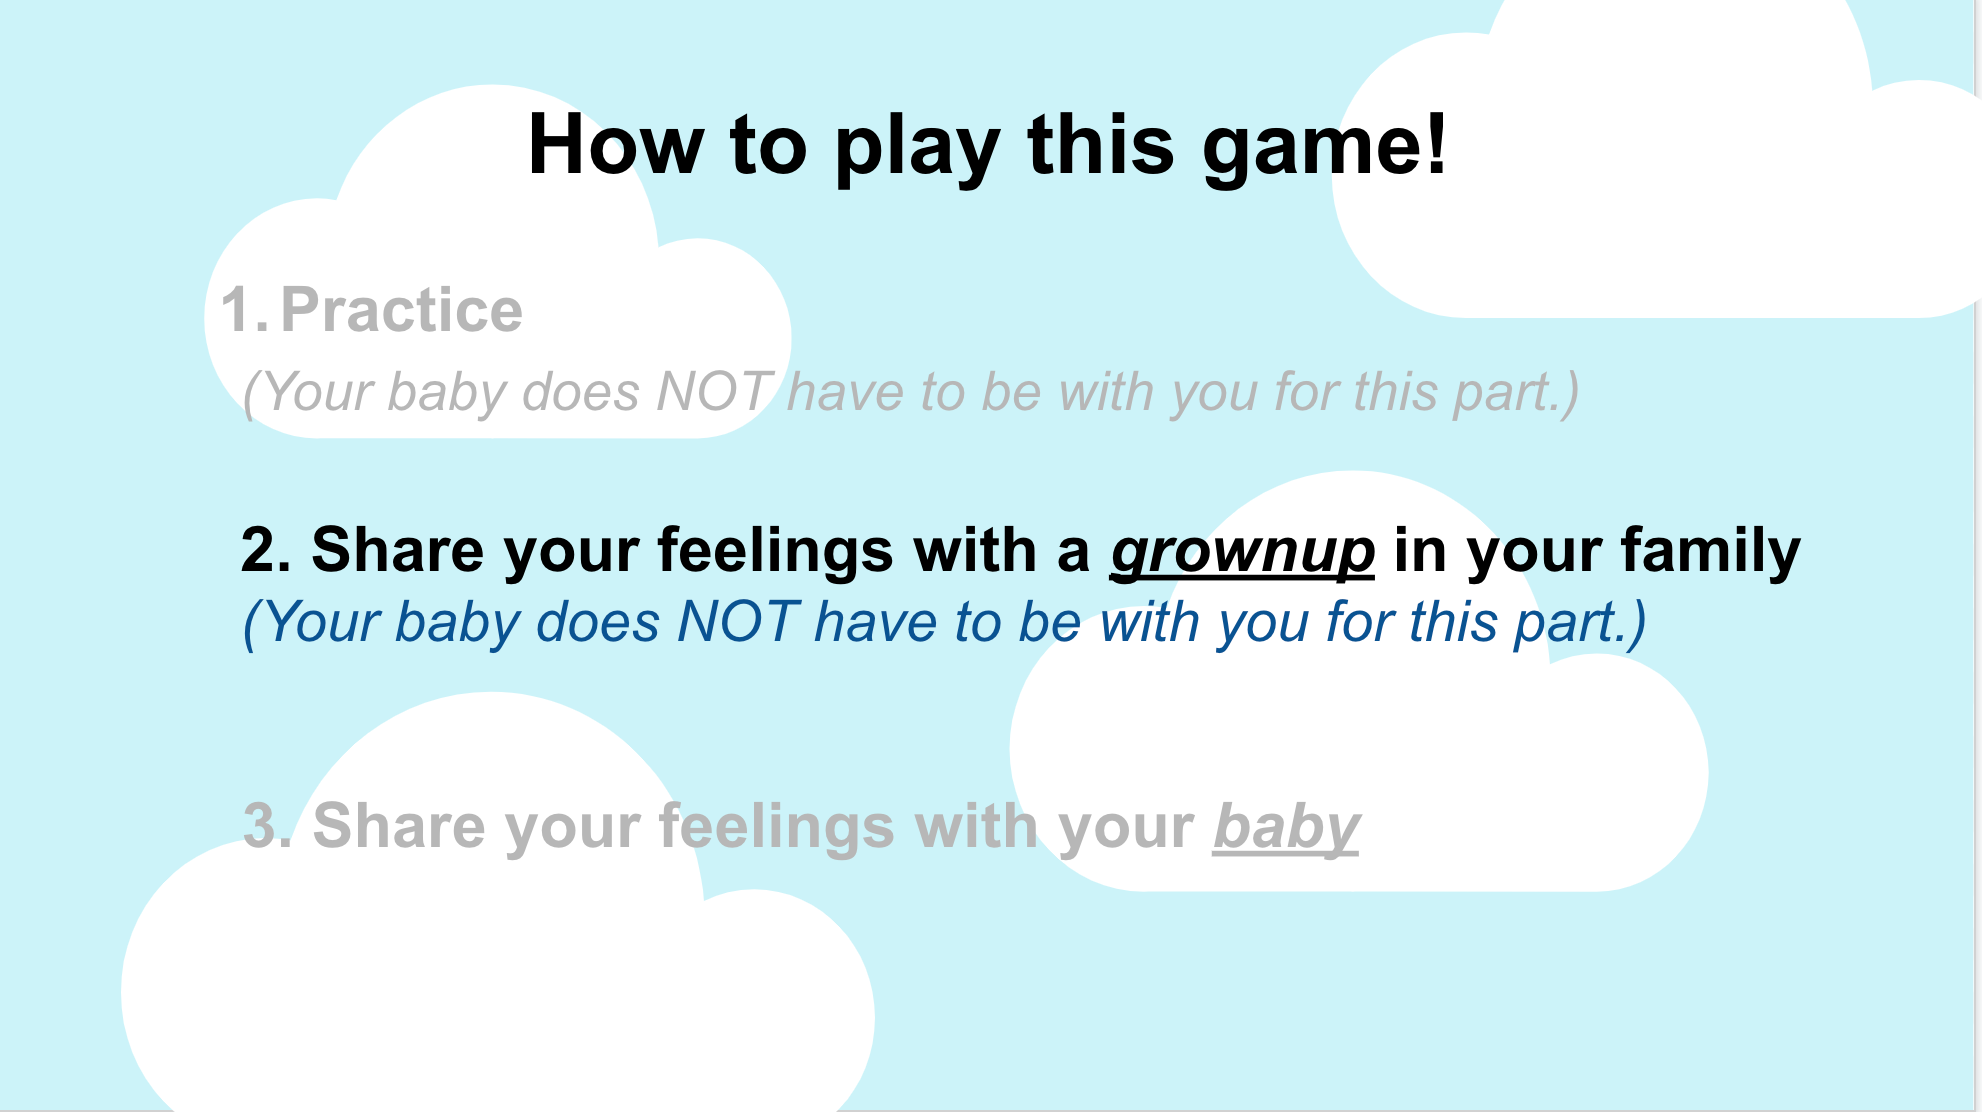 How to play this game!
1. Practice
(Your baby does NOT have to be with you for this part.)
2. Share your feelings with a grownup in your family
(Your baby does NOT have to be with you for this part.)
3. Share your feelings with your baby